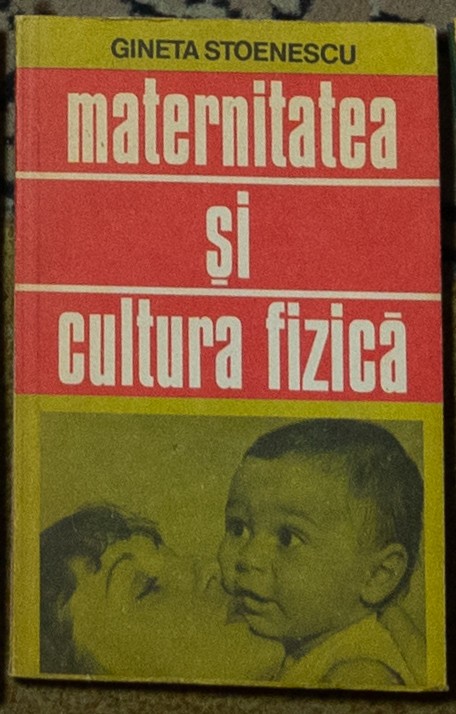 GINETA STOENESCU
maternitatea
și
cultura fizică